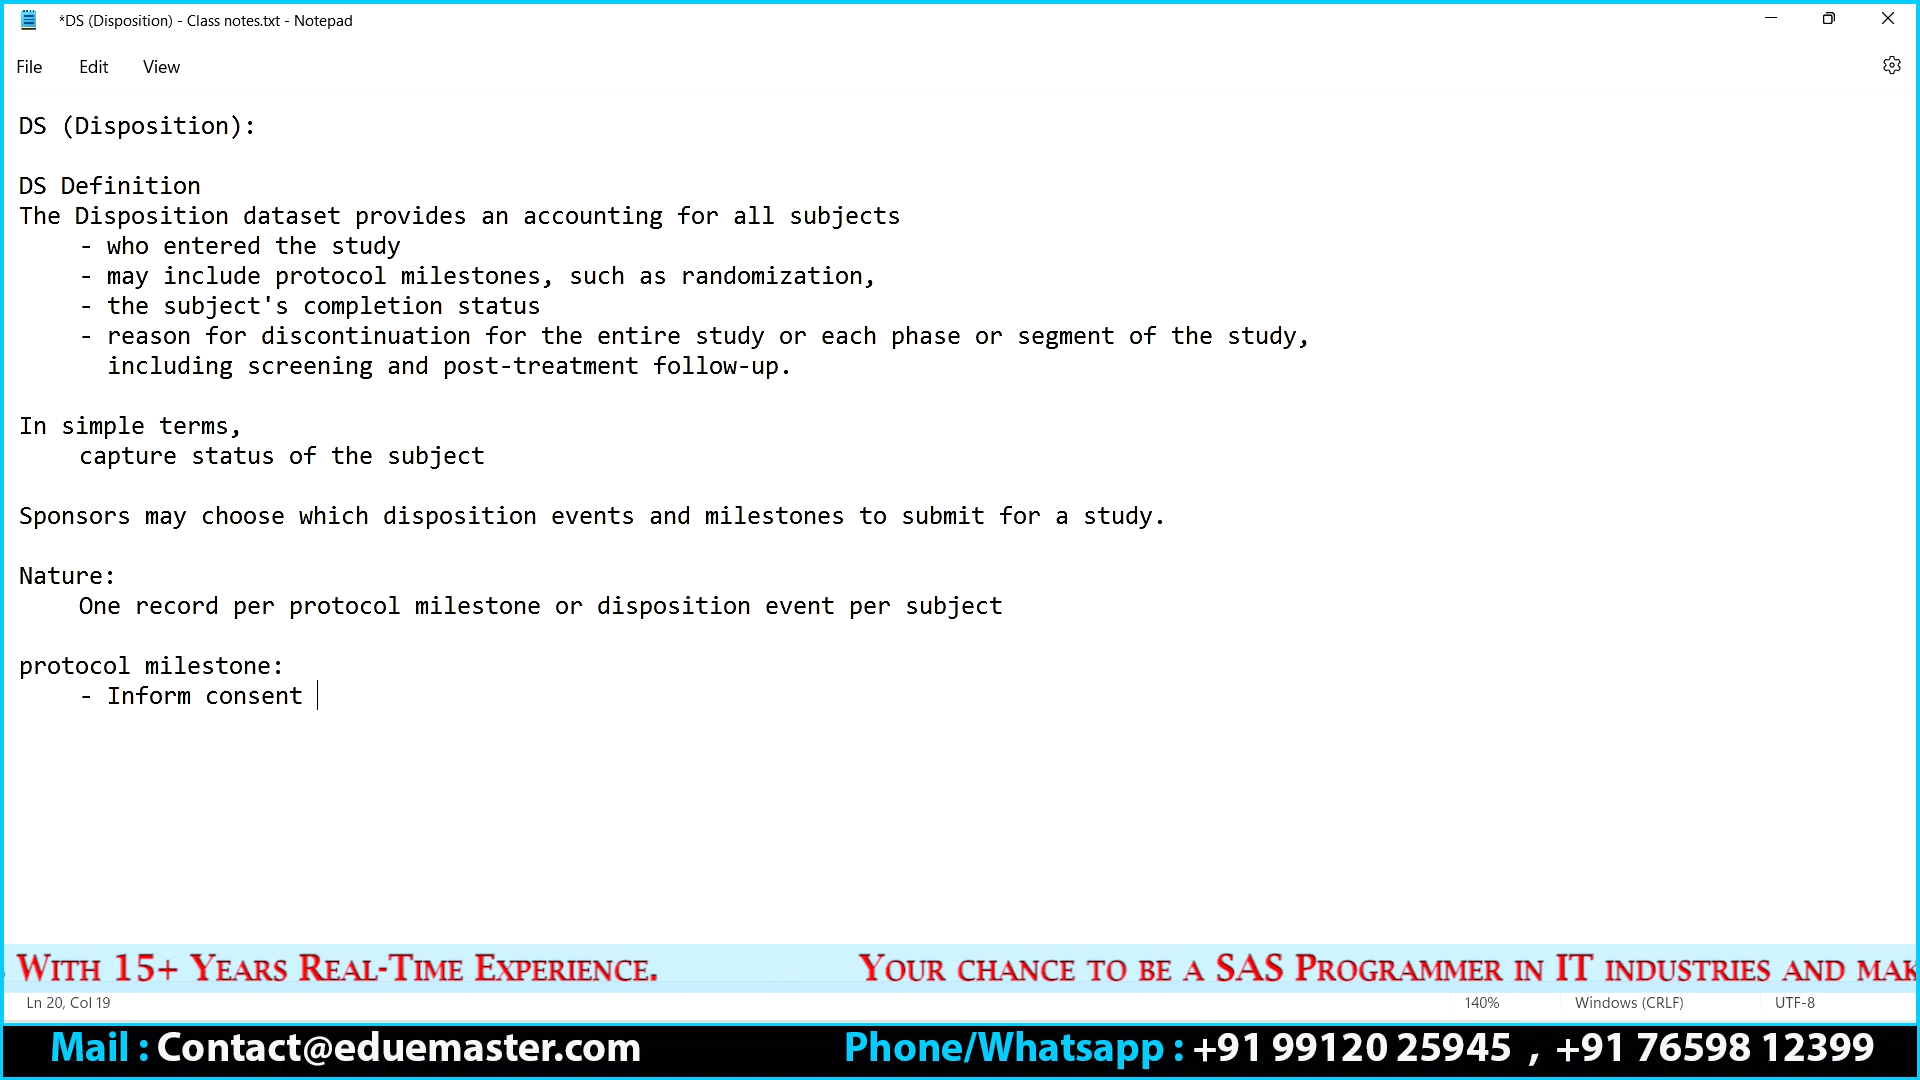 *DS (Disposition) - Class notes.txt - Notepad
File Edit View
DS (Disposition):
DS Definition
The Disposition dataset provides an accounting for all subjects
- who entered the study
- may include protocol milestones, such as randomization,
- the subject's completion status
- reason for discontinuation for the entire study or each phase or segment of the study,
including screening and post-treatment follow-up.
In simple terms,
capture status of the subject
Sponsors may choose which disposition events and milestones to submit for a study.
Nature:
One record per protocol milestone or disposition event per subject
protocol milestone:
- Inform consent
With 15+ Years Real-Time Experience. Your chance to be a SAS Programmer in IT industries and mak
Ln 20, Col 19 140% Windows (CRLF) UTF-8
Mail : Contact@eduemaster.com Phone/Whatsapp : +91 99120 25945 , +91 76598 12399